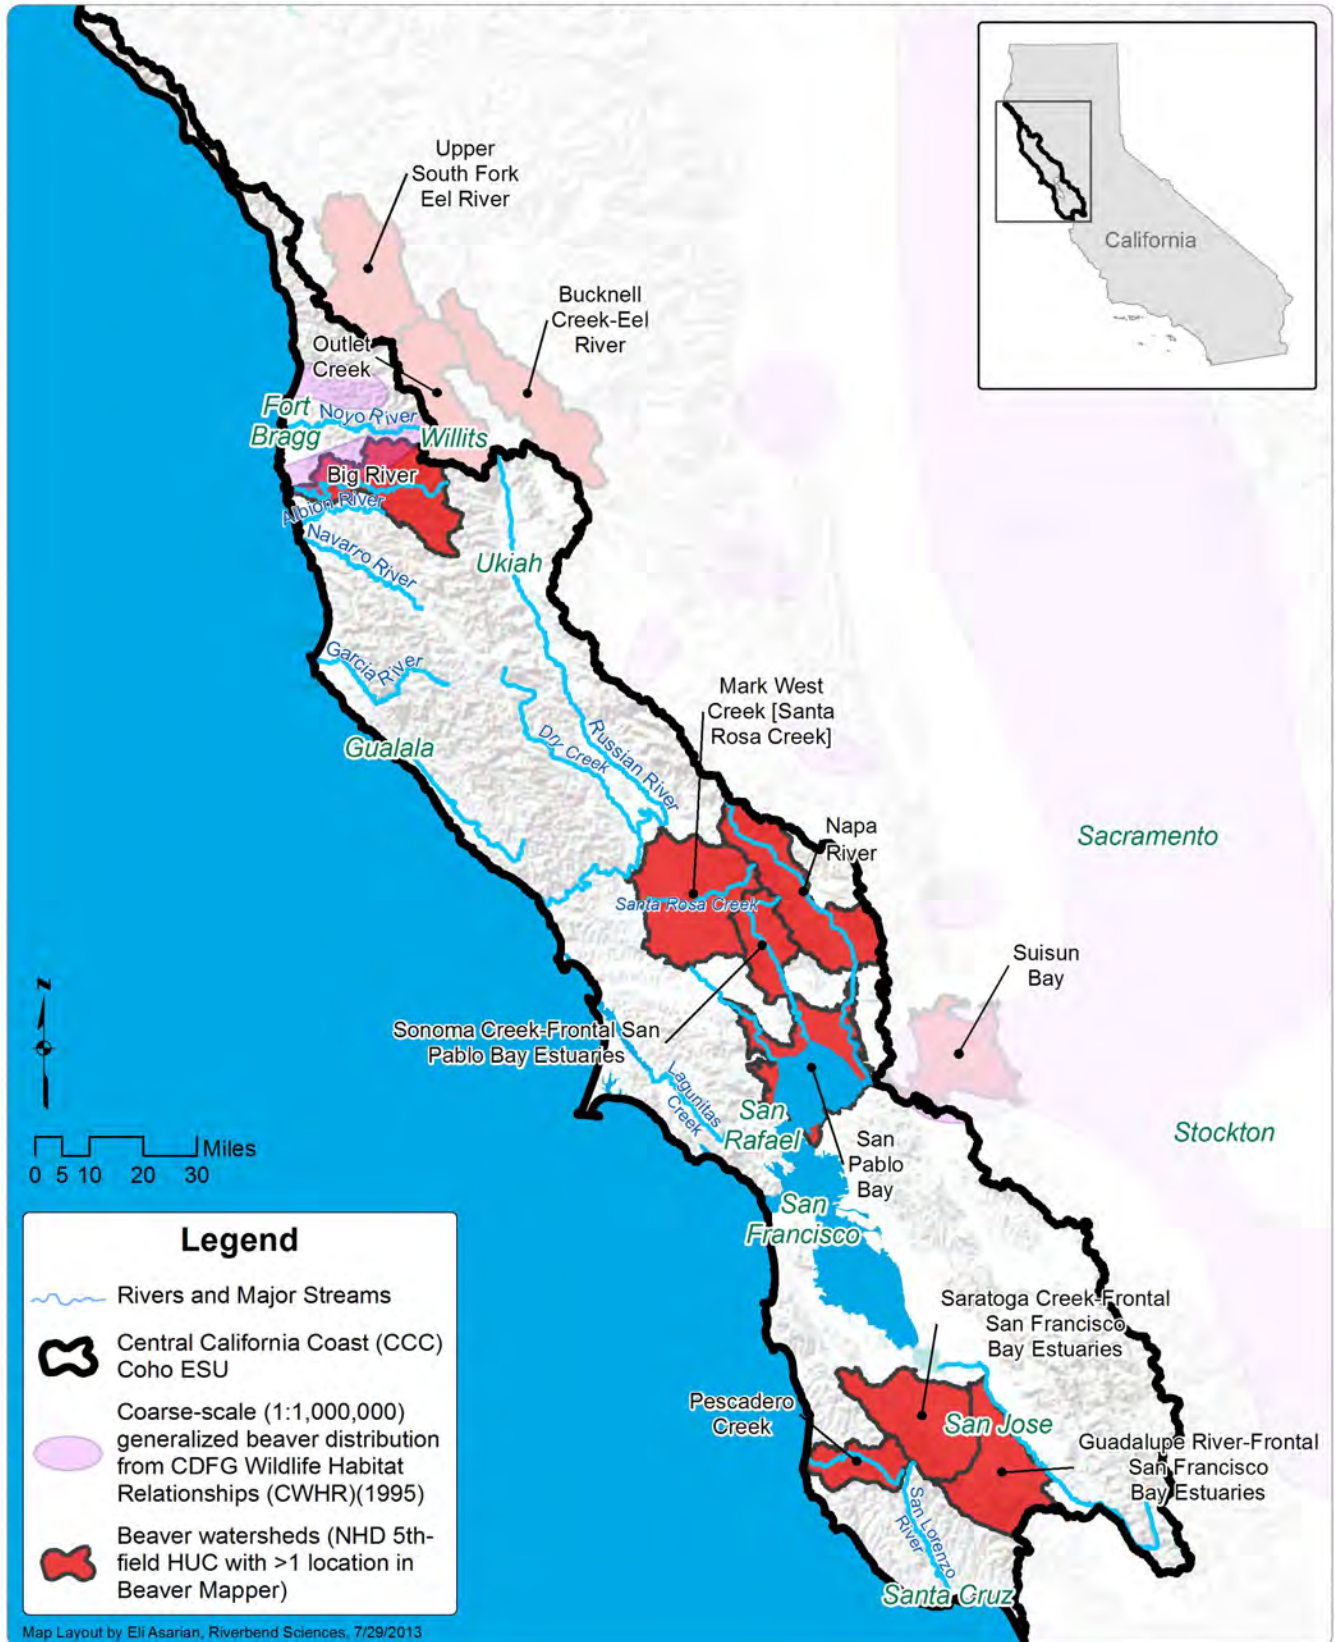 Upper
South Fork
Eel River
California
Bucknell
Creek-Eel
River
Outlet
Creek
Fort
Bragg
Noyo River
Willits
Big River
Albion River
Navarro River
Ukiah
Garcia River
Mark West
Creek [Santa
Rosa Creek]
Gualala
Dry Creek
Russian River
Napa
River
Sacramento
Santa Rosa Creek
Suisun
Bay
Sonoma Creek-Frontal San
Pablo Bay Estuaries
Lagunitas
Creek
San
Rafael
San
Pablo
Bay
Stockton
N
Miles
0 5 10 20 30
San
Francisco
Saratoga Creek-Frontal
San Francisco
Bay Estuaries
Pescadero
Creek
San Jose
Guadalupe River-Frontal
San Francisco
Bay Estuaries
San Lorenzo
River
Santa Cruz
Legend
Rivers and Major Streams
Central California Coast (CCC)
Coho ESU
Coarse-scale (1:1,000,000)
generalized beaver distribution
from CDFG Wildlife Habitat
Relationships (CWHR)(1995)
Beaver watersheds (NHD 5th-
field HUC with >1 location in
Beaver Mapper)
Map Layout by Eli Asarian, Riverbend Sciences, 7/29/2013